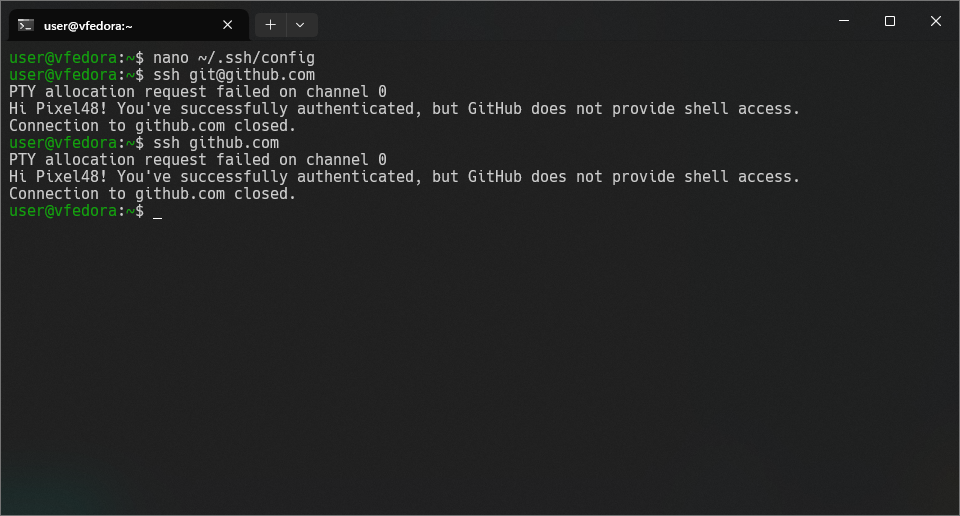 user@vfedora:~
user@vfedora:~$ nano ~/.ssh/config
user@vfedora:~$ ssh git@github.com
PTY allocation request failed on channel 0
Hi Pixel48! You've successfully authenticated, but GitHub does not provide shell access.
Connection to github.com closed.
user@vfedora:~$ ssh github.com
PTY allocation request failed on channel 0
Hi Pixel48! You've successfully authenticated, but GitHub does not provide shell access.
Connection to github.com closed.
user@vfedora:~$ _